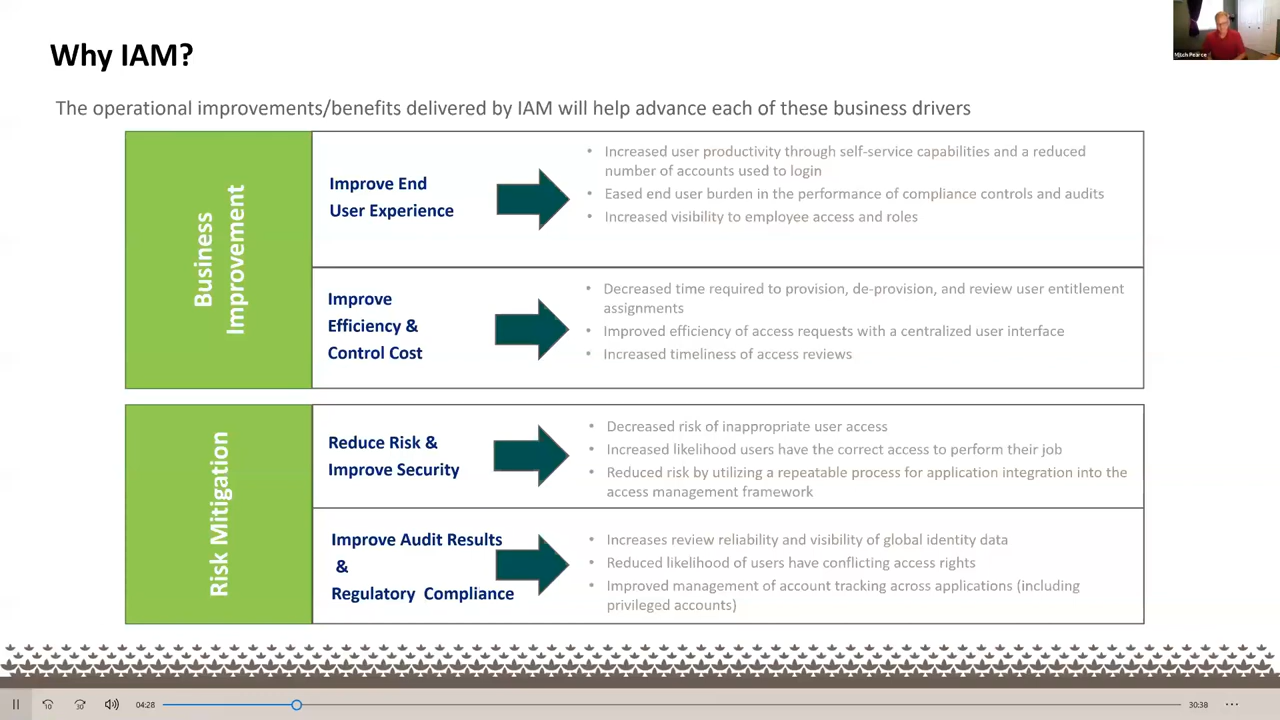 Why IAM?
Mitch Pearce
The operational improvements/benefits delivered by IAM will help advance each of these business drivers
Business
Improvement
Improve End
User Experience
• Increased user productivity through self-service capabilities and a reduced
number of accounts used to login
• Eased end user burden in the performance of compliance controls and audits
• Increased visibility to employee access and roles
Improve
Efficiency &
Control Cost
• Decreased time required to provision, de-provision, and review user entitlement
assignments
• Improved efficiency of access requests with a centralized user interface
• Increased timeliness of access reviews
Risk Mitigation
Reduce Risk &
Improve Security
• Decreased risk of inappropriate user access
• Increased likelihood users have the correct access to perform their job
• Reduced risk by utilizing a repeatable process for application integration into the
access management framework
Improve Audit Results
&
Regulatory Compliance
• Increases review reliability and visibility of global identity data
• Reduced likelihood of users have conflicting access rights
• Improved management of account tracking across applications (including
privileged accounts)
10
30
04:28
30:38